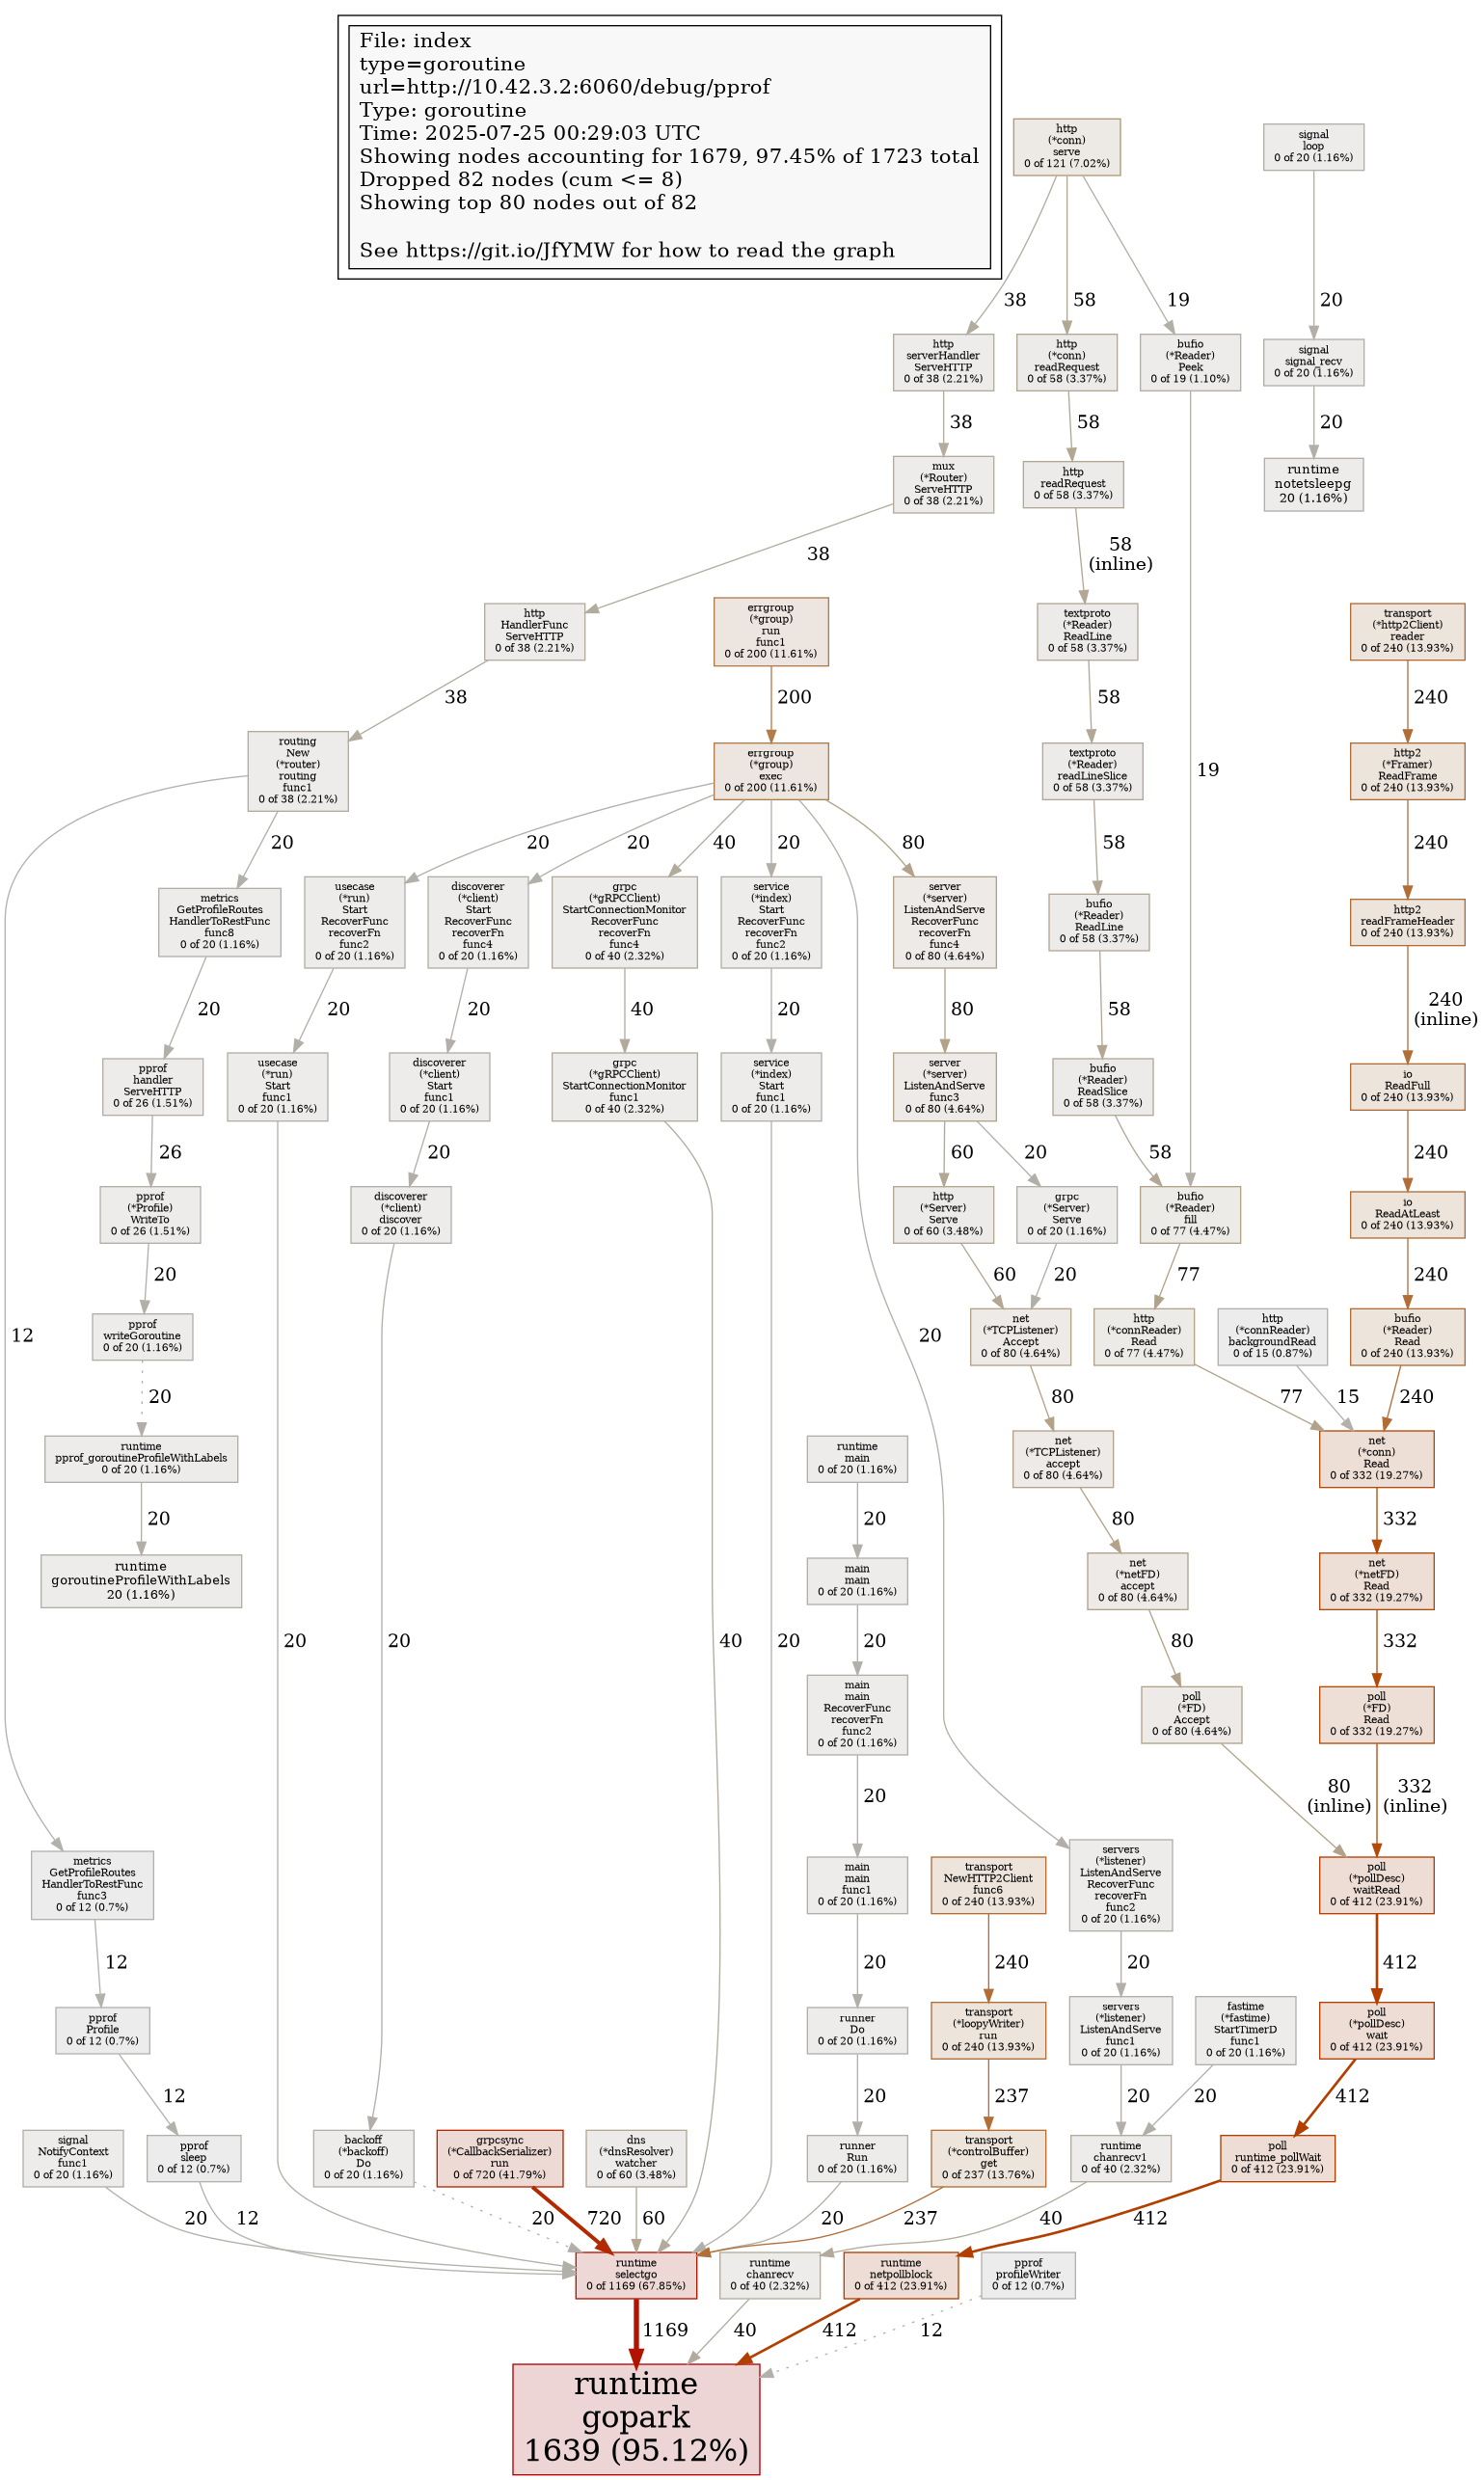 File: index
type=goroutine
url=http://10.42.3.2:6060/debug/pprof
Type: goroutine
Time: 2025-07-25 00:29:03 UTC
Showing nodes accounting for 1679, 97.45% of 1723 total
Dropped 82 nodes (cum <= 8)
Showing top 80 nodes out of 82
See https://git.io/JfYMW for how to read the graph
http
(*conn)
serve
0 of 121 (7.02%)
signal
loop
0 of 20 (1.16%)
38
58
19
20
http
serverHandler
ServeHTTP
0 of 38 (2.21%)
http
(*conn)
readRequest
0 of 58 (3.37%)
bufio
(*Reader)
Peek
0 of 19 (1.10%)
signal
signal_recv
0 of 20 (1.16%)
38
58
20
mux
(*Router)
ServeHTTP
0 of 38 (2.21%)
http
readRequest
0 of 58 (3.37%)
runtime
notetsleepg
20 (1.16%)
38
58
(inline)
http
HandlerFunc
ServeHTTP
0 of 38 (2.21%)
errgroup
(*group)
run
func1
0 of 200 (11.61%)
textproto
(*Reader)
ReadLine
0 of 58 (3.37%)
transport
(*http2Client)
reader
0 of 240 (13.93%)
38
200
58
240
routing
New
(*router)
routing
func1
0 of 38 (2.21%)
errgroup
(*group)
exec
0 of 200 (11.61%)
textproto
(*Reader)
readLineSlice
0 of 58 (3.37%)
19
http2
(*Framer)
ReadFrame
0 of 240 (13.93%)
20
20
20
40
20
80
58
240
metrics
GetProfileRoutes
HandlerToRestFunc
func8
0 of 20 (1.16%)
usecase
(*run)
Start
RecoverFunc
recoverFn
func2
0 of 20 (1.16%)
discoverer
(*client)
Start
RecoverFunc
recoverFn
func4
0 of 20 (1.16%)
grpc
(*gRPCClient)
StartConnectionMonitor
RecoverFunc
recoverFn
func4
0 of 40 (2.32%)
service
(*index)
Start
RecoverFunc
recoverFn
func2
0 of 20 (1.16%)
server
(*server)
ListenAndServe
RecoverFunc
recoverFn
func4
0 of 80 (4.64%)
bufio
(*Reader)
ReadLine
0 of 58 (3.37%)
http2
readFrameHeader
0 of 240 (13.93%)
20
20
20
40
20
80
58
240
(inline)
pprof
handler
ServeHTTP
0 of 26 (1.51%)
usecase
(*run)
Start
func1
0 of 20 (1.16%)
discoverer
(*client)
Start
func1
0 of 20 (1.16%)
grpc
(*gRPCClient)
StartConnectionMonitor
func1
0 of 40 (2.32%)
service
(*index)
Start
func1
0 of 20 (1.16%)
server
(*server)
ListenAndServe
func3
0 of 80 (4.64%)
bufio
(*Reader)
ReadSlice
0 of 58 (3.37%)
io
ReadFull
0 of 240 (13.93%)
26
20
60
20
58
240
pprof
(*Profile)
WriteTo
0 of 26 (1.51%)
discoverer
(*client)
discover
0 of 20 (1.16%)
http
(*Server)
Serve
0 of 60 (3.48%)
grpc
(*Server)
Serve
0 of 20 (1.16%)
bufio
(*Reader)
fill
0 of 77 (4.47%)
io
ReadAtLeast
0 of 240 (13.93%)
20
60
20
77
240
12
pprof
writeGoroutine
0 of 20 (1.16%)
20
net
(*TCPListener)
Accept
0 of 80 (4.64%)
http
(*connReader)
Read
0 of 77 (4.47%)
http
(*connReader)
backgroundRead
0 of 15 (0.87%)
bufio
(*Reader)
Read
0 of 240 (13.93%)
20
80
77
15
240
runtime
pprof_goroutineProfileWithLabels
0 of 20 (1.16%)
runtime
main
0 of 20 (1.16%)
net
(*TCPListener)
accept
0 of 80 (4.64%)
net
(*conn)
Read
0 of 332 (19.27%)
20
20
80
332
runtime
goroutineProfileWithLabels
20 (1.16%)
main
main
0 of 20 (1.16%)
net
(*netFD)
accept
0 of 80 (4.64%)
net
(*netFD)
Read
0 of 332 (19.27%)
20
20
40
20
20
80
332
main
main
RecoverFunc
recoverFn
func2
0 of 20 (1.16%)
poll
(*FD)
Accept
0 of 80 (4.64%)
poll
(*FD)
Read
0 of 332 (19.27%)
20
80
(inline)
332
(inline)
metrics
GetProfileRoutes
HandlerToRestFunc
func3
0 of 12 (0.7%)
main
main
func1
0 of 20 (1.16%)
transport
NewHTTP2Client
func6
0 of 240 (13.93%)
servers
(*listener)
ListenAndServe
RecoverFunc
recoverFn
func2
0 of 20 (1.16%)
poll
(*pollDesc)
waitRead
0 of 412 (23.91%)
12
20
240
20
412
pprof
Profile
0 of 12 (0.7%)
runner
Do
0 of 20 (1.16%)
transport
(*loopyWriter)
run
0 of 240 (13.93%)
servers
(*listener)
ListenAndServe
func1
0 of 20 (1.16%)
fastime
(*fastime)
StartTimerD
func1
0 of 20 (1.16%)
poll
(*pollDesc)
wait
0 of 412 (23.91%)
12
20
237
20
20
412
signal
NotifyContext
func1
0 of 20 (1.16%)
pprof
sleep
0 of 12 (0.7%)
backoff
(*backoff)
Do
0 of 20 (1.16%)
grpcsync
(*CallbackSerializer)
run
0 of 720 (41.79%)
dns
(*dnsResolver)
watcher
0 of 60 (3.48%)
runner
Run
0 of 20 (1.16%)
transport
(*controlBuffer)
get
0 of 237 (13.76%)
runtime
chanrecv1
0 of 40 (2.32%)
poll
runtime_pollWait
0 of 412 (23.91%)
20
12
20
720
60
20
237
40
412
runtime
selectgo
0 of 1169 (67.85%)
runtime
chanrecv
0 of 40 (2.32%)
runtime
netpollblock
0 of 412 (23.91%)
pprof
profileWriter
0 of 12 (0.7%)
1169
40
412
12
runtime
gopark
1639 (95.12%)